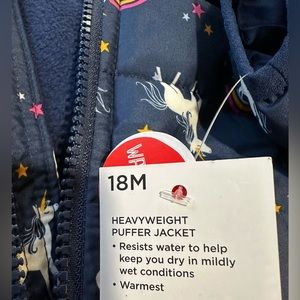 18M
HEAVYWEIGHT
PUFFER JACKET
• Resists water to help
keep you dry in mildly
wet conditions
• Warmest